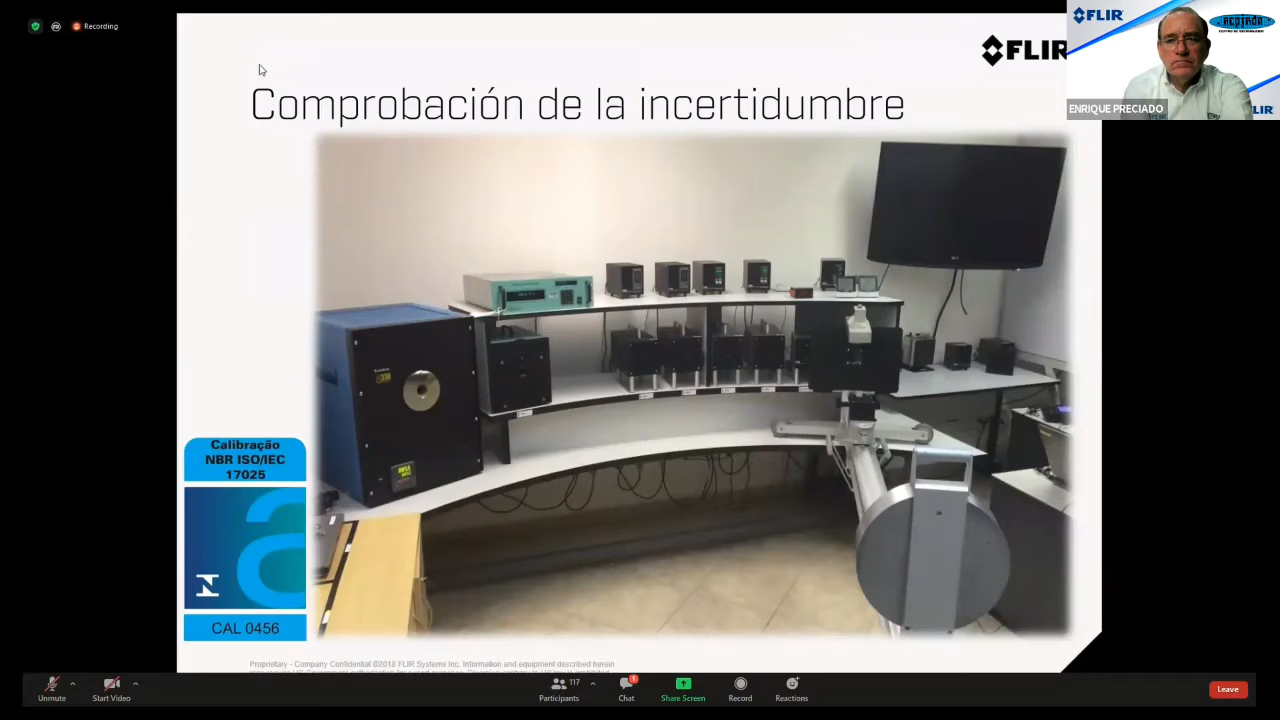 Recording
FLIR
Comprobación de la incertidumbre
FLIR
ENRIQUE PRECIADO
FLIR
Calibração
NBR ISO/IEC
17025
CAL 0456
Proprietary - Company Confidential ©2018 FLIR Systems Inc. Information and equipment described herein
Unmute
Start Video
Participants
117
Chat
1
Share Screen
Record
Reactions
Leave